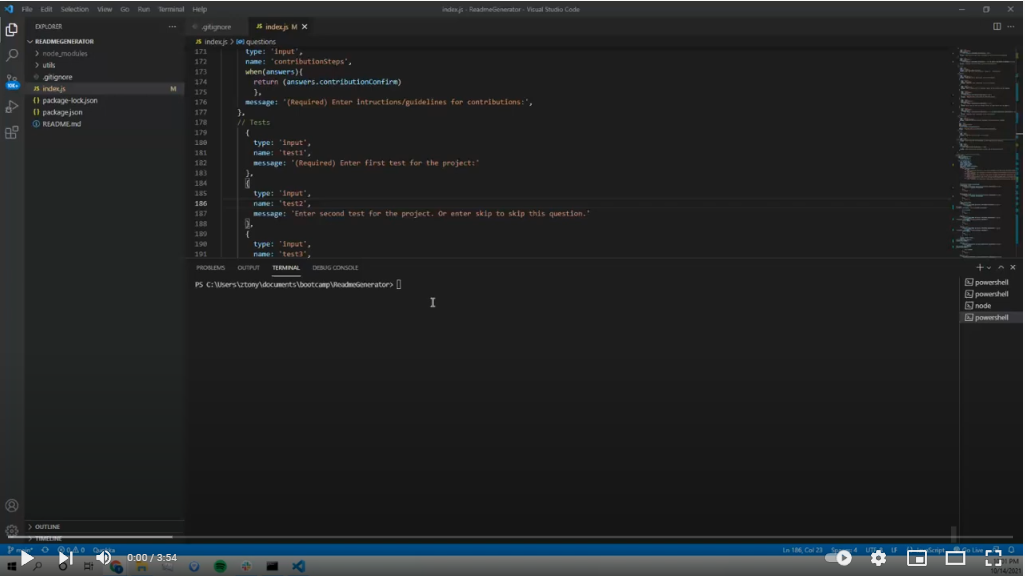 File Edit Selection View Go Run Terminal Help
index.js - ReadmeGenerator - Visual Studio Code
EXPLORER
READMEGENERATOR
node_modules
utils
.gitignore
index.js M
package-lock.json
package.json
README.md
OUTLINE
TIMELINE
.gitignore
JS index.js M
JS index.js > questions
171 type: 'input',
172 name: 'contributionSteps',
173 when(answers){
174 return (answers.contributionConfirm)
175 },
176 message: '(Required) Enter intructions/guidelines for contributions:',
177 },
178 // Tests
179 {
180 type: 'input',
181 name: 'test1',
182 message: '(Required) Enter first test for the project:'
183 },
184 {
185 type: 'input',
186 name: 'test2',
187 message: 'Enter second test for the project. Or enter skip to skip this question.'
188 },
189 {
190 type: 'input',
191 name: 'test3',
PROBLEMS OUTPUT TERMINAL DEBUG CONSOLE
PS C:\Users\ztony\documents\bootcamp\ReadmeGenerator>
powershell
powershell
node
powershell
Ln 186, Col 23
0:00 / 3:54
10/14/2021